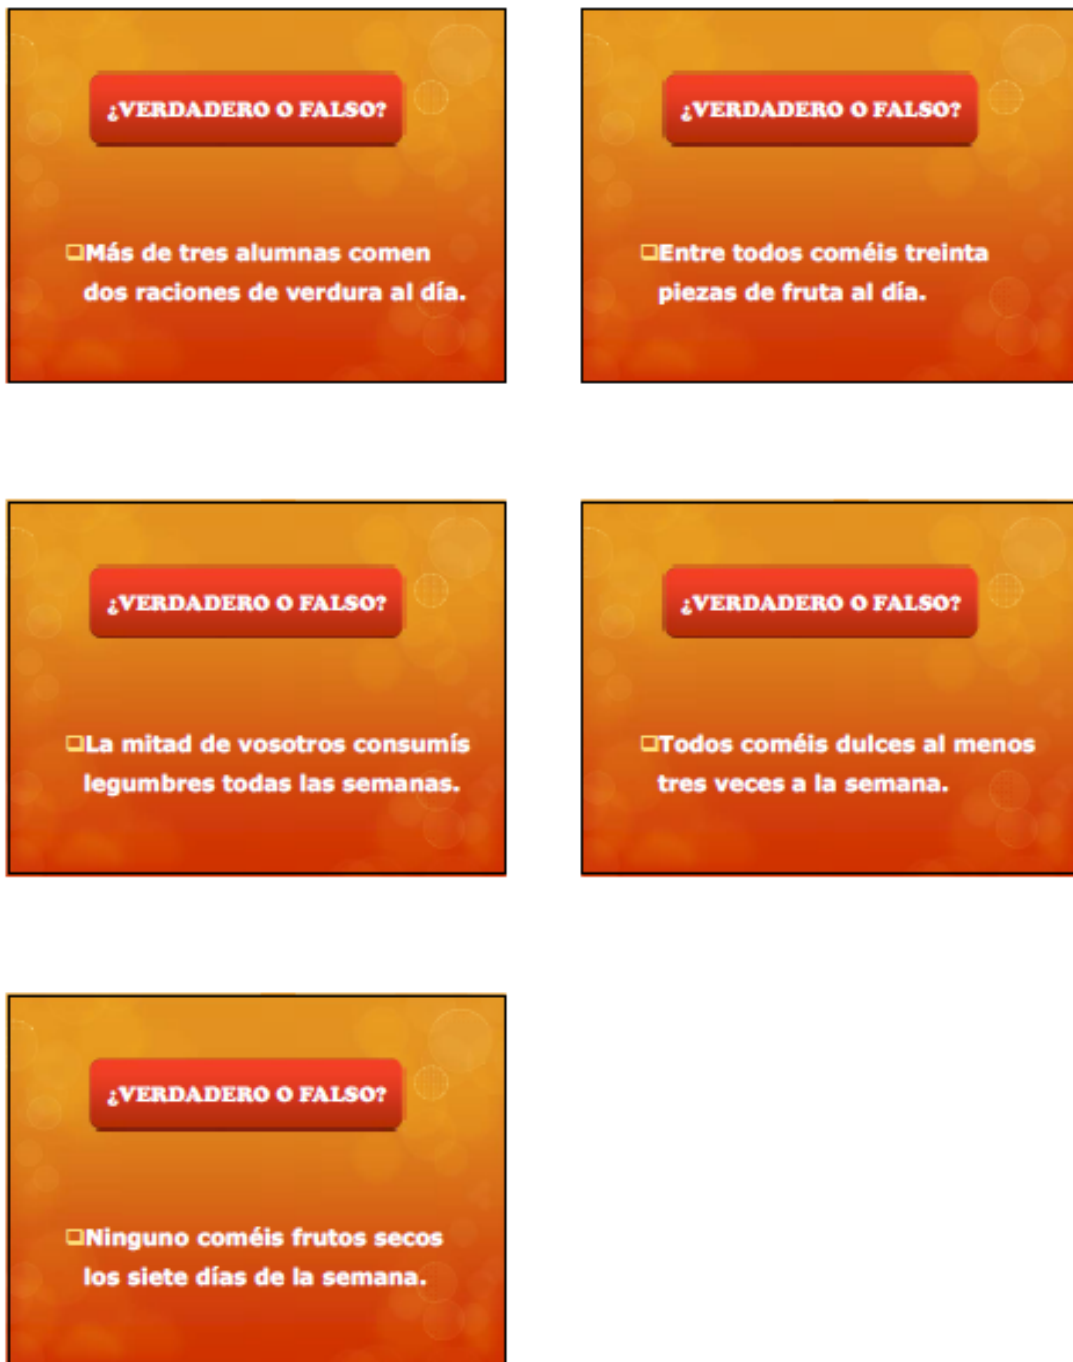 ¿VERDADERO O FALSO?
❑Más de tres alumnas comen
dos raciones de verdura al día.
¿VERDADERO O FALSO?
❑Entre todos coméis treinta
piezas de fruta al día.
¿VERDADERO O FALSO?
❑La mitad de vosotros consumís
legumbres todas las semanas.
¿VERDADERO O FALSO?
❑Todos coméis dulces al menos
tres veces a la semana.
¿VERDADERO O FALSO?
❑Ninguno coméis frutos secos
los siete días de la semana.